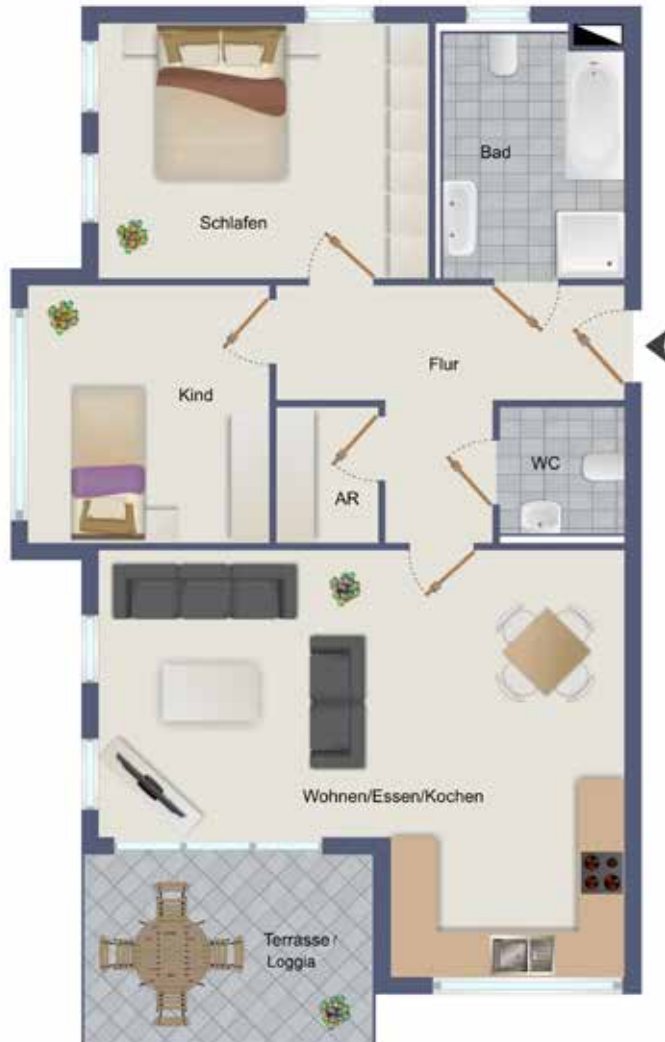 Bad
Schlafen
Flur
Kind
WC
AR
Wohnen/Essen/Kochen
Terrasse /
Loggia